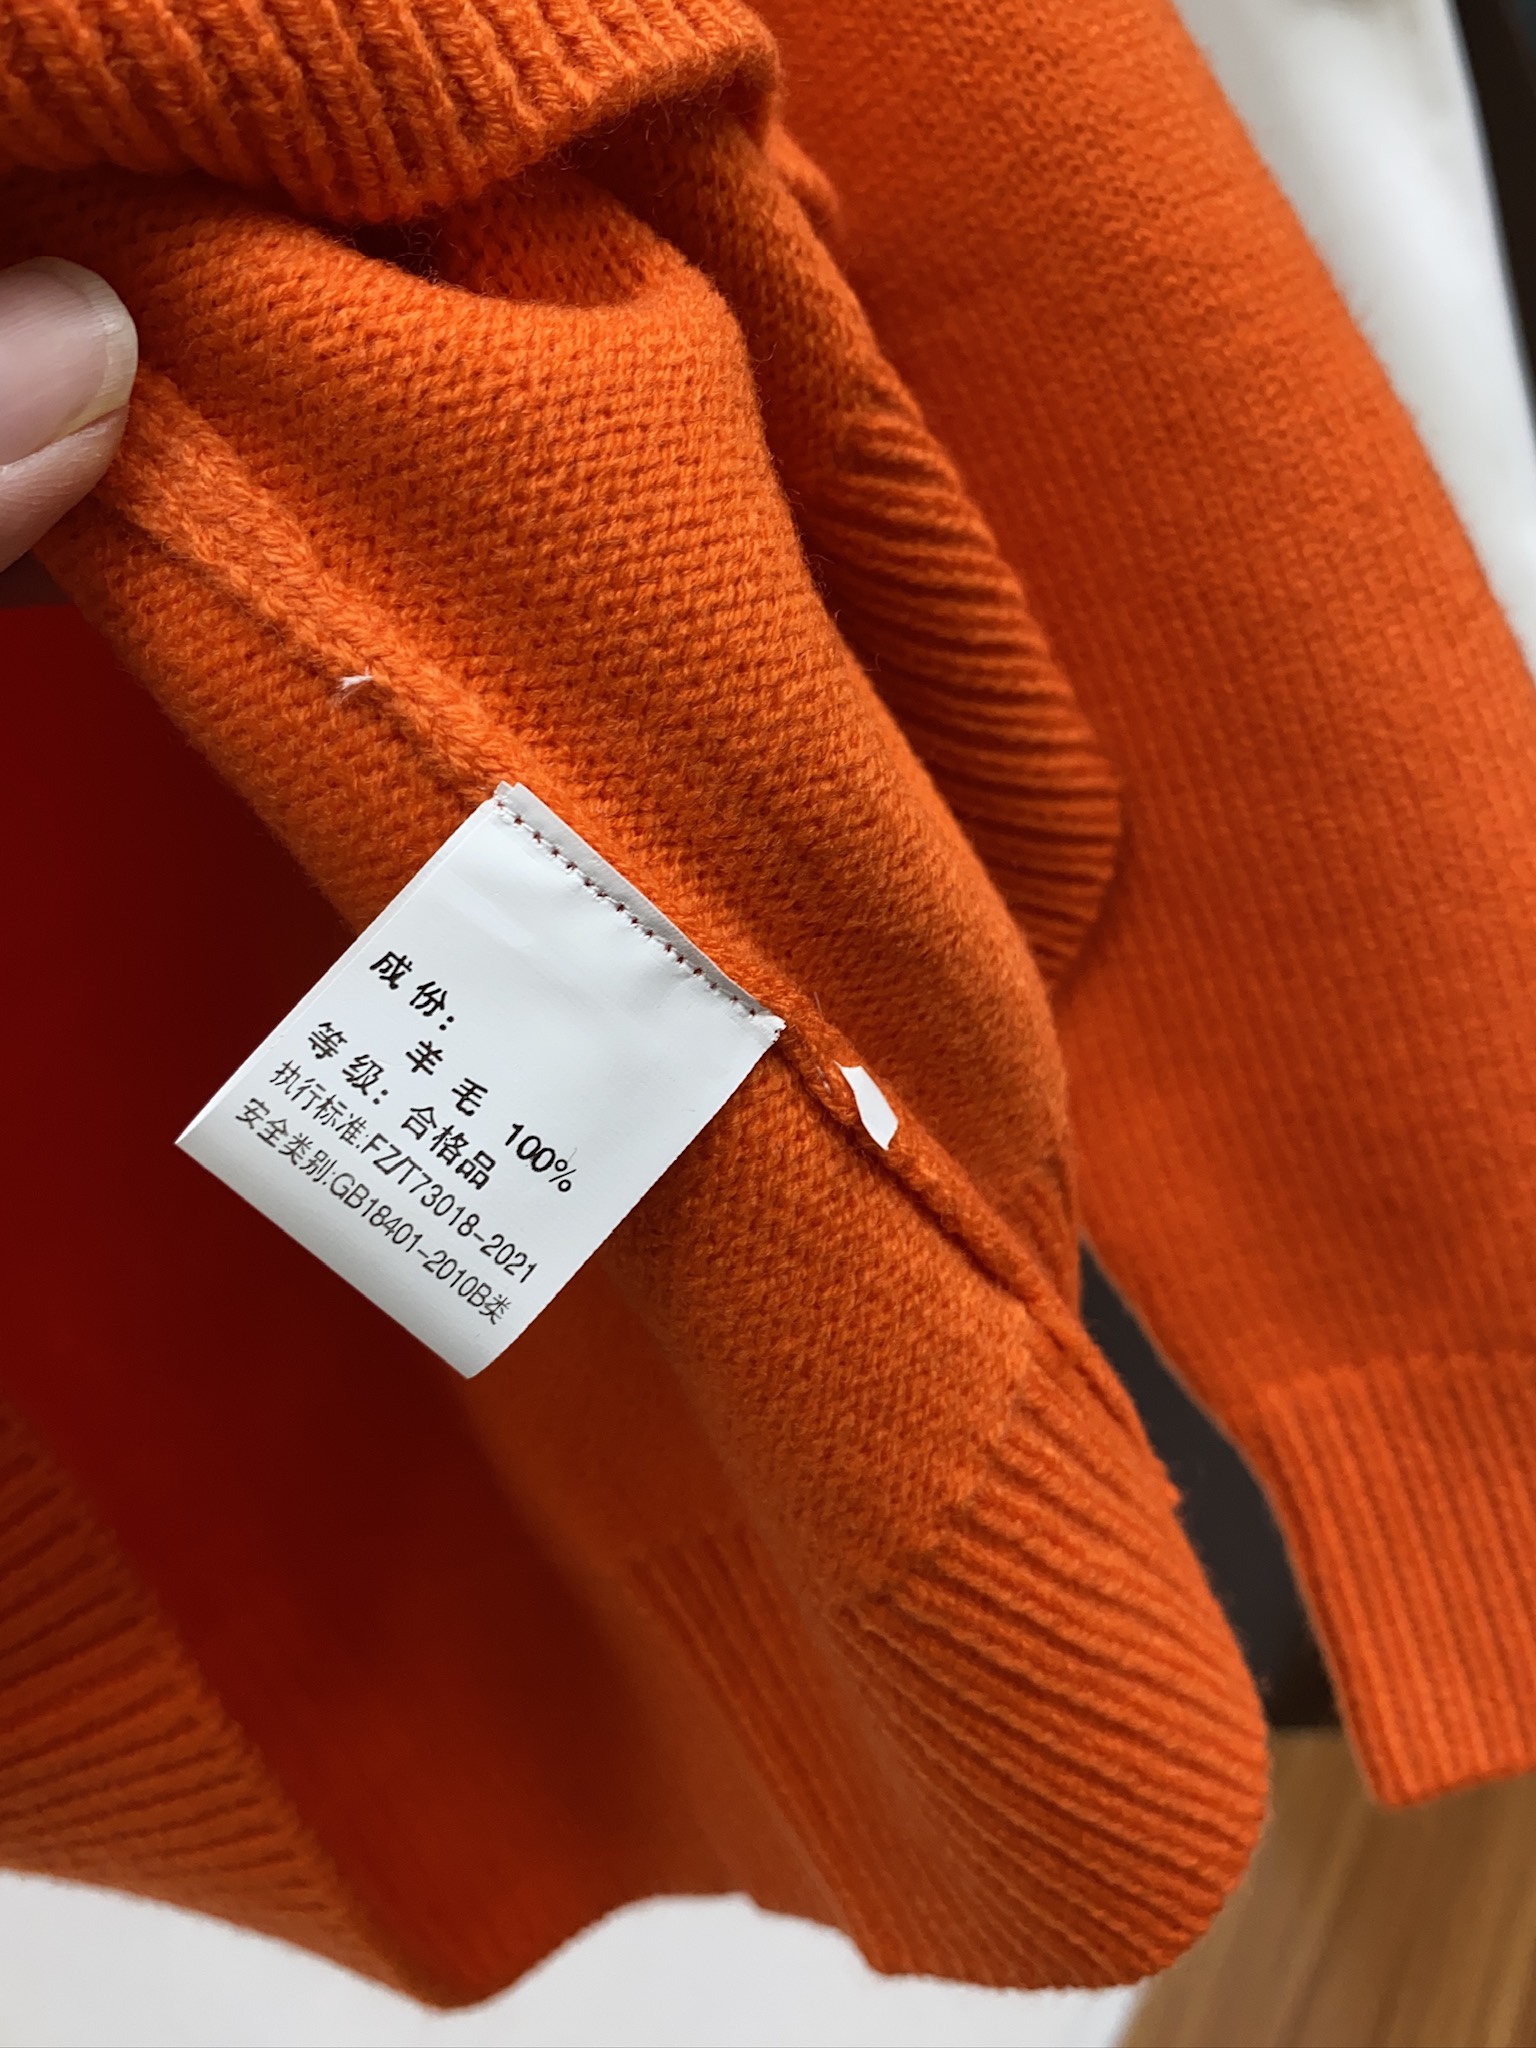 成份：
羊毛 100%
等级：合格品
执行标准:FZ/T73018-2021
安全类别:GB18401-2010B类